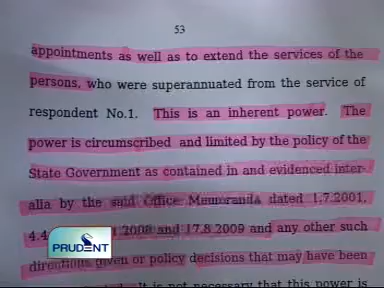 53
appointments as well as to extend the services of the
persons, who were superannuated from the service of
respondent No.1. This is an inherent power. The
power is circumscribed and limited by the policy of the
State Government as contained in and evidenced inter-
alia by the said Office Memoranda dated 1.7.2001,
4.4 1.2008 and 17.8.2009 and any other such
PRUDENT
directions given or policy decisions that may have been
It is not necessary that this power is